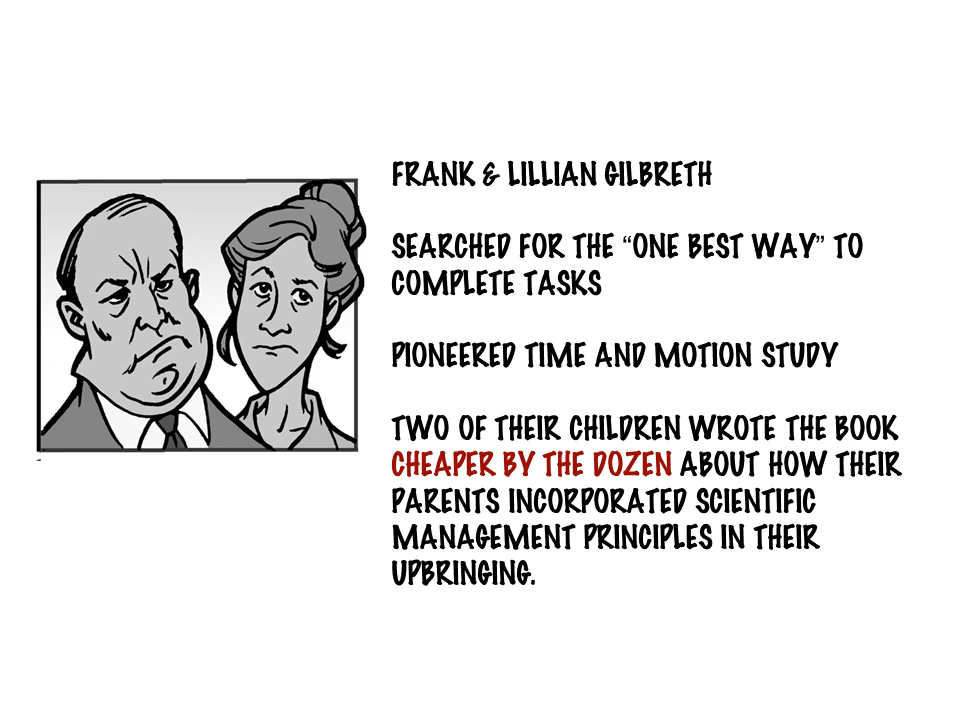 FRANK & LILLIAN GILBRETH
SEARCHED FOR THE “ONE BEST WAY” TO
COMPLETE TASKS
PIONEERED TIME AND MOTION STUDY
TWO OF THEIR CHILDREN WROTE THE BOOK
CHEAPER BY THE DOZEN ABOUT HOW THEIR
PARENTS INCORPORATED SCIENTIFIC
MANAGEMENT PRINCIPLES IN THEIR
UPBRINGING.